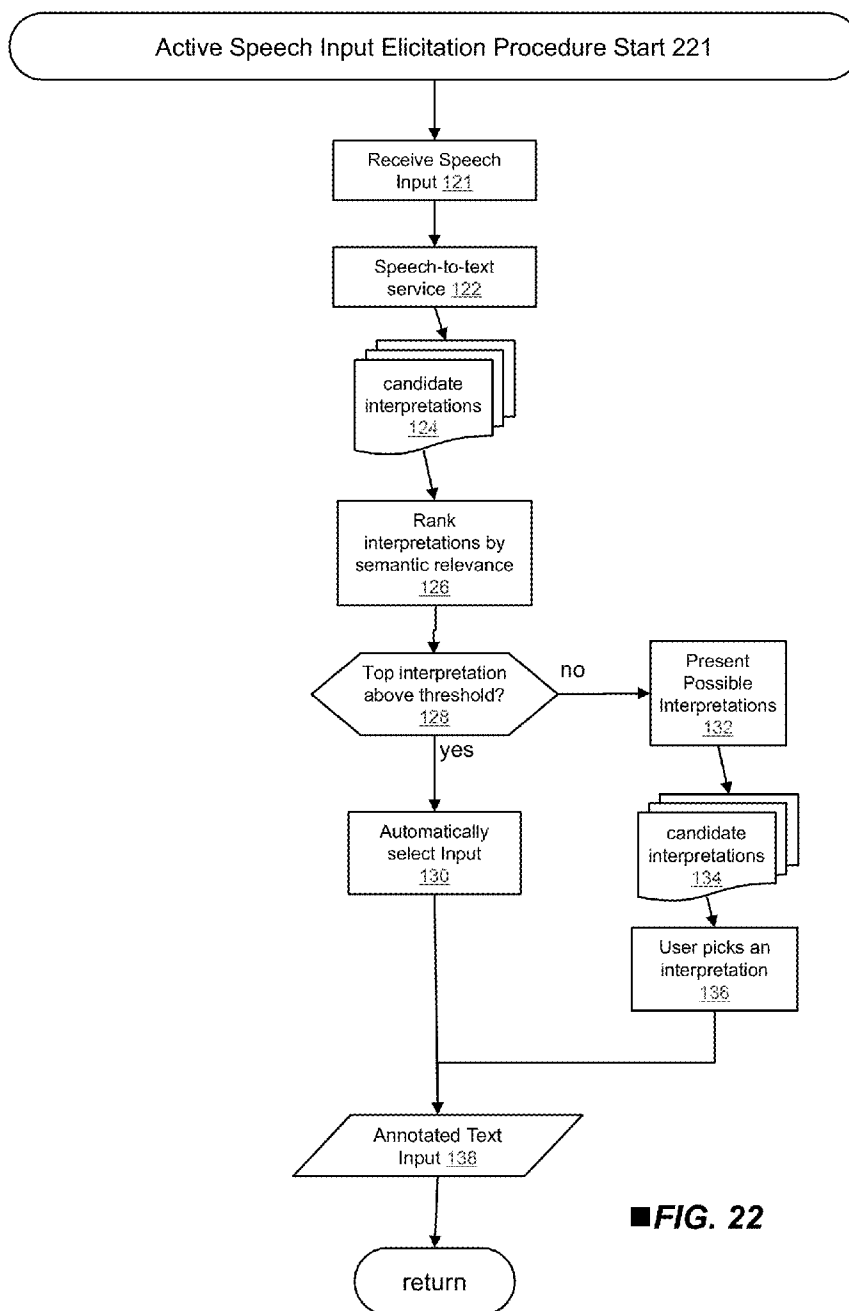 Active Speech Input Elicitation Procedure Start 221
Receive Speech
Input 121
Speech-to-text
service 122
candidate
interpretations
124
Rank
interpretations by
semantic relevance
126
Top interpretation
above threshold?
128
no
yes
Present
Possible
Interpretations
132
Automatically
select Input
130
candidate
interpretations
134
User picks an
interpretation
136
Annotated Text
Input 138
■FIG. 22
return